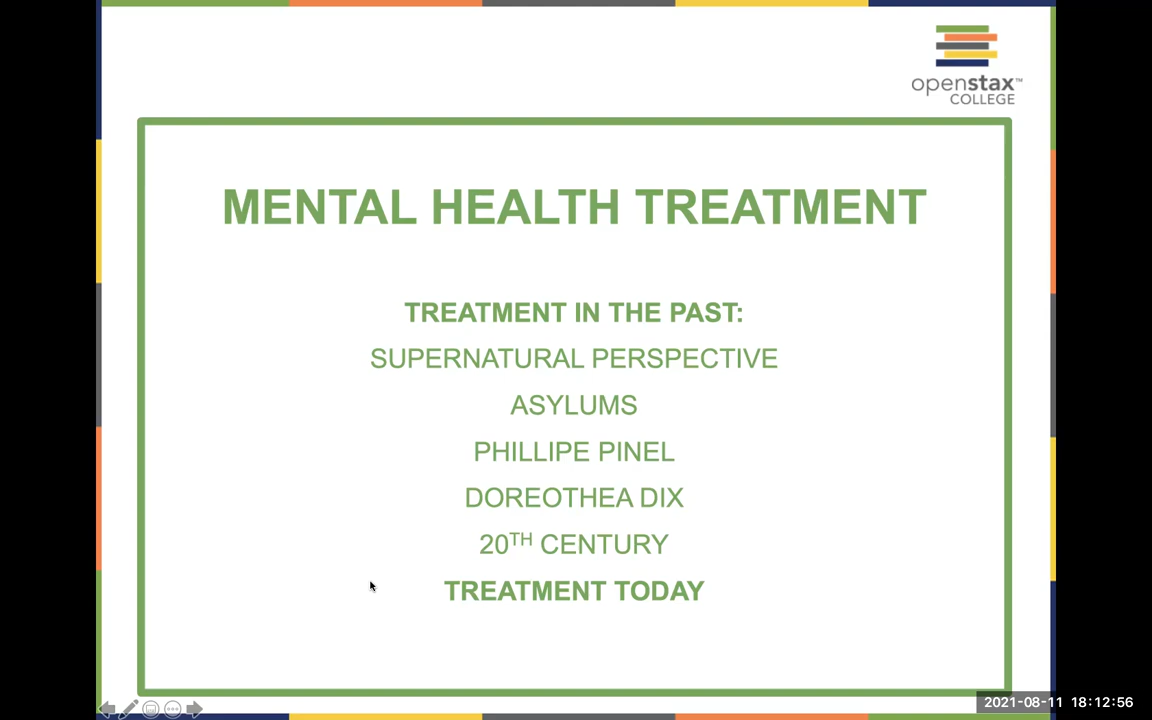 openstax™
COLLEGE
MENTAL HEALTH TREATMENT
TREATMENT IN THE PAST:
SUPERNATURAL PERSPECTIVE
ASYLUMS
PHILLIPE PINEL
DOREOTHEA DIX
20TH CENTURY
TREATMENT TODAY
2021-08-11 18:12:56